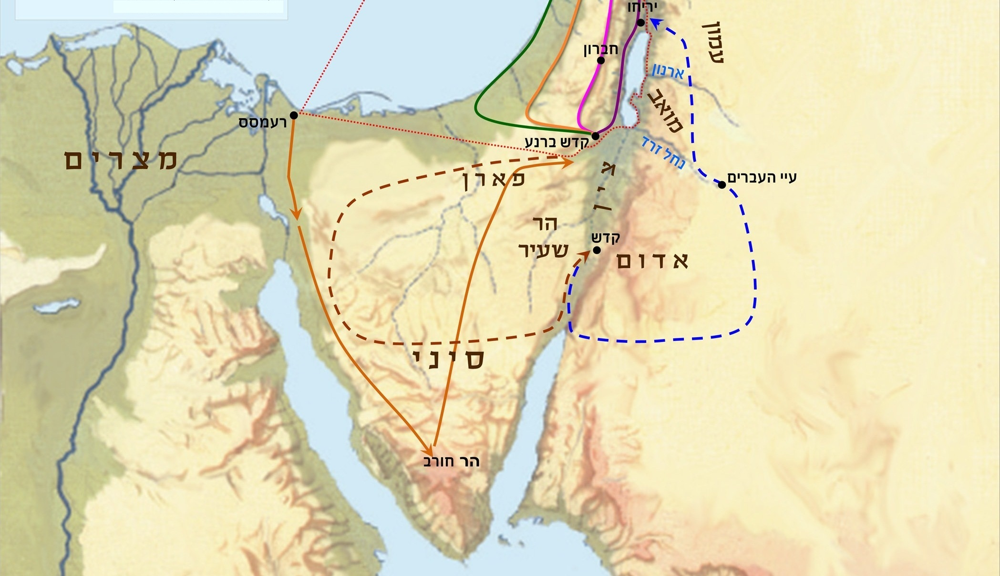 יריחו
עמון
חברון
ארנון
מואב
רעמסס
קדש ברנע
נחל זרד
מצרים
פארן
עיי העברים
הר
שעיר
קדש
אדום
סיני
הר חורב